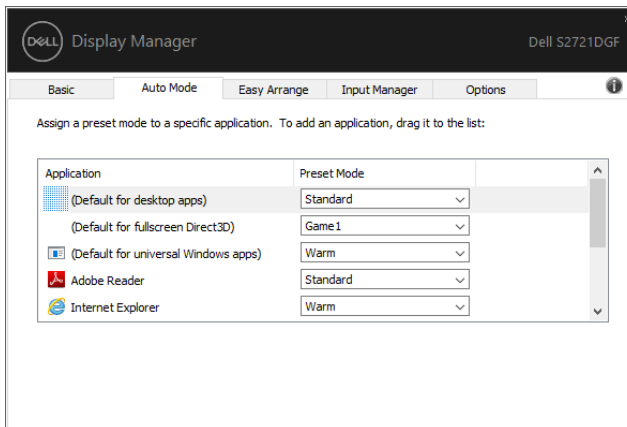 DELL Display Manager Dell S2721DGF
Basic Auto Mode Easy Arrange Input Manager Options
Assign a preset mode to a specific application. To add an application, drag it to the list:
Application Preset Mode
(Default for desktop apps) Standard
(Default for fullscreen Direct3D) Game1
(Default for universal Windows apps) Warm
Adobe Reader Standard
Internet Explorer Warm